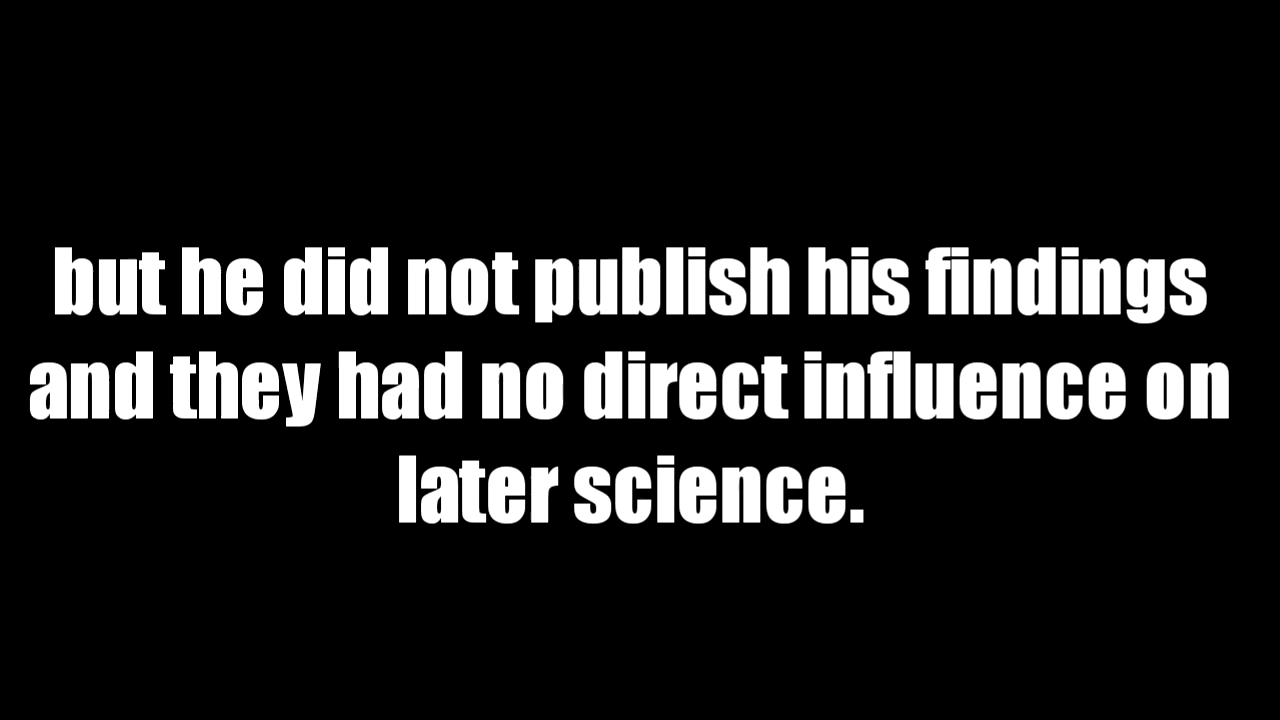 but he did not publish his findings
and they had no direct influence on
later science.